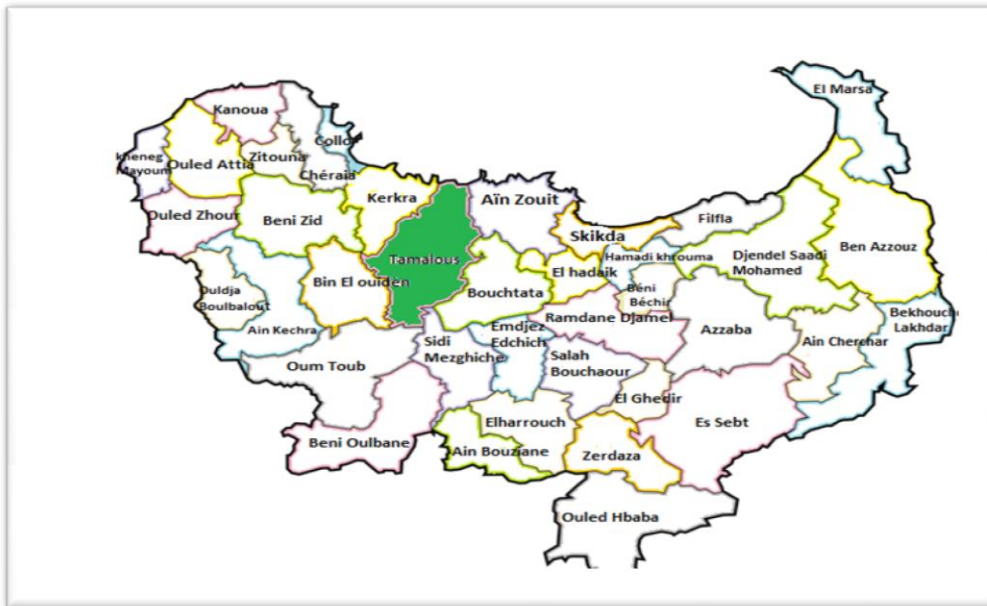 El Marsa
Kanoua
Collo
kheneg
Mayoum
Ouled Attia
Zitouna
Chéraia
Kerkra
Aïn Zouit
Ouled Zhour
Beni Zid
Filfla
Skikda
Ben Azzouz
Hamadi khrouma
Djendel Saadi
Mohamed
Tamalous
El hadaik
Bin El ouiden
Bouchtata
Béni
Béchir
Ouldja
Boulbalout
Bekhouch
Lakhdar
Ramdane Djamel
Ain Kechra
Emdjez
Edchich
Azzaba
Sidi
Mezghiche
Ain Cherchar
Salah
Bouchaour
Oum Toub
El Ghedir
Elharrouch
Es Sebt
Beni Oulbane
Ain Bouziane
Zerdaza
Ouled Hbaba